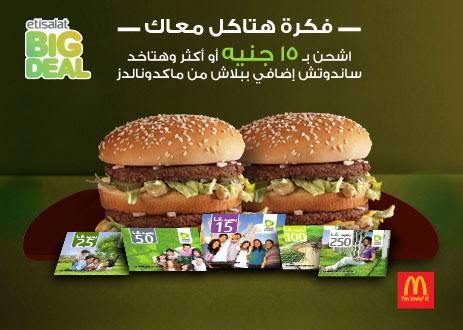 etisalat
BIG
DEAL
— فكرة هتاكل معاك —
اشحن بـ ١٥ جنيه أو أكثر وهتاخد
ساندوتش إضافي ببلاش من ماكدونالدز
25
50
15
100
250
i'm lovin' it